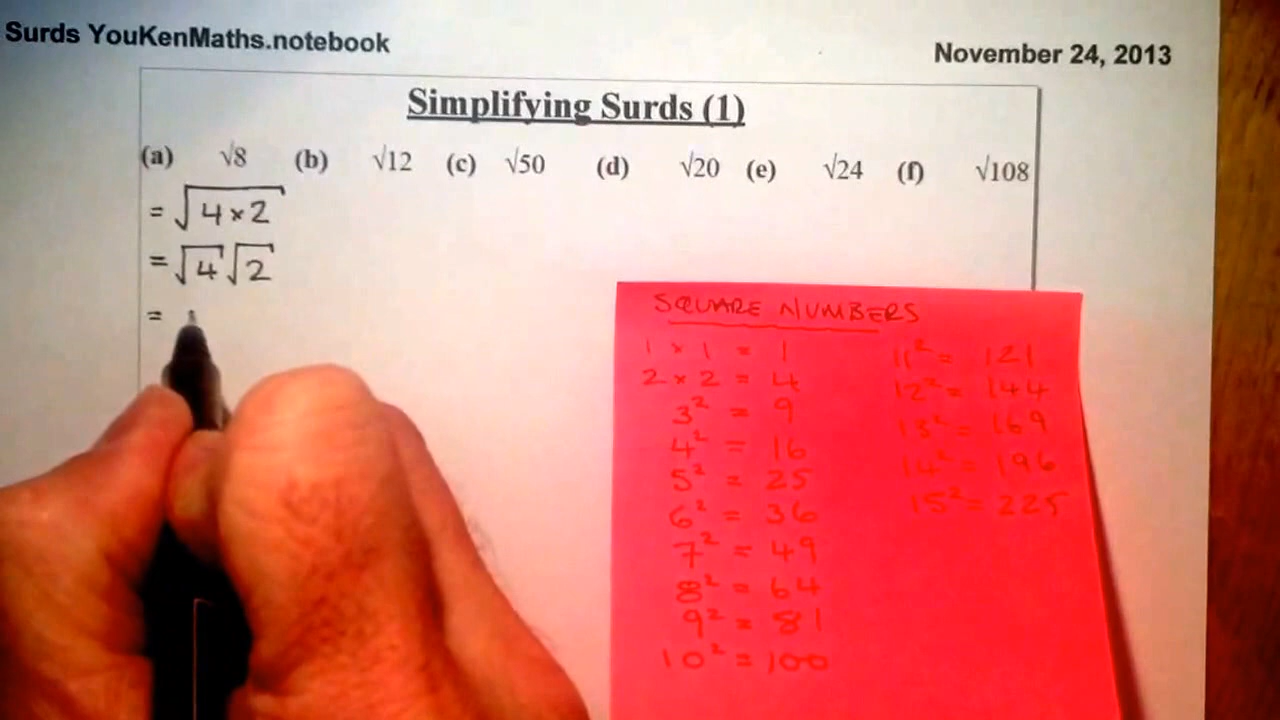 Surds YouKenMaths.notebook
November 24, 2013
Simplifying Surds (1)
(a) √8 (b) √12 (c) √50 (d) √20 (e) √24 (f) √108
= √4 × 2
= √4 √2
=
SQUARE NUMBERS
1 × 1 = 1
2 × 2 = 4
3² = 9
4² = 16
5² = 25
6² = 36
7² = 49
8² = 64
9² = 81
10² = 100
11² = 121
12² = 144
13² = 169
14² = 196
15² = 225